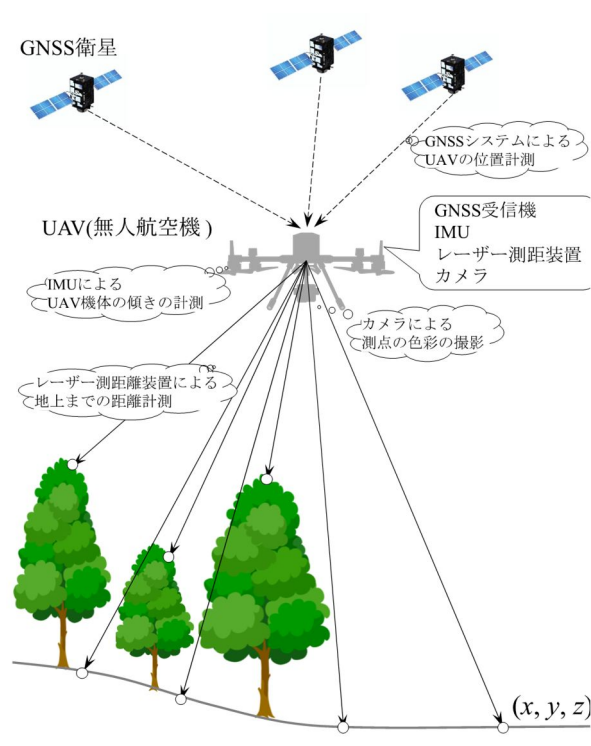 GNSS衛星
GNSSシステムによる
UAVの位置計測
UAV(無人航空機)
GNSS受信機
IMU
レーザー測距装置
カメラ
IMUによる
UAV機体の傾きの計測
カメラによる
測点の色彩の撮影
レーザー測距離装置による
地上までの距離計測
(x, y, z)